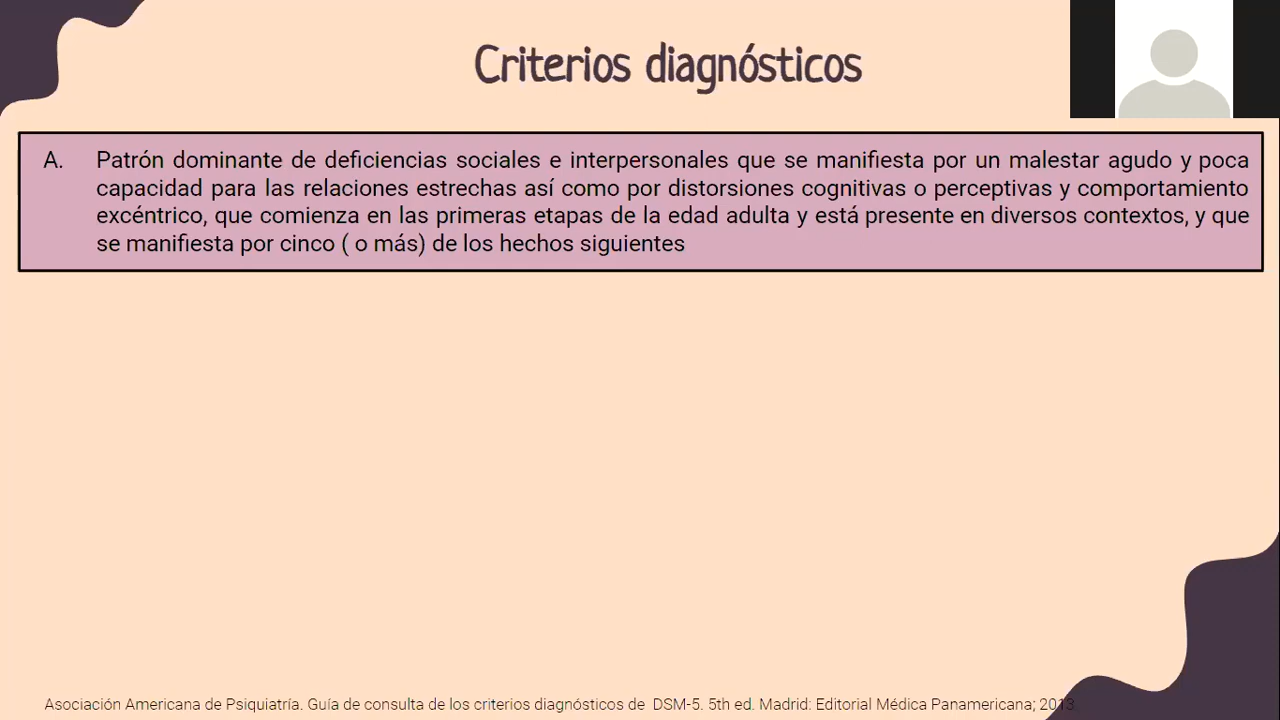 Criterios diagnósticos
A. Patrón dominante de deficiencias sociales e interpersonales que se manifiesta por un malestar agudo y poca
capacidad para las relaciones estrechas así como por distorsiones cognitivas o perceptivas y comportamiento
excéntrico, que comienza en las primeras etapas de la edad adulta y está presente en diversos contextos, y que
se manifiesta por cinco ( o más) de los hechos siguientes
Asociación Americana de Psiquiatría. Guía de consulta de los criterios diagnósticos de DSM-5. 5th ed. Madrid: Editorial Médica Panamericana; 2013